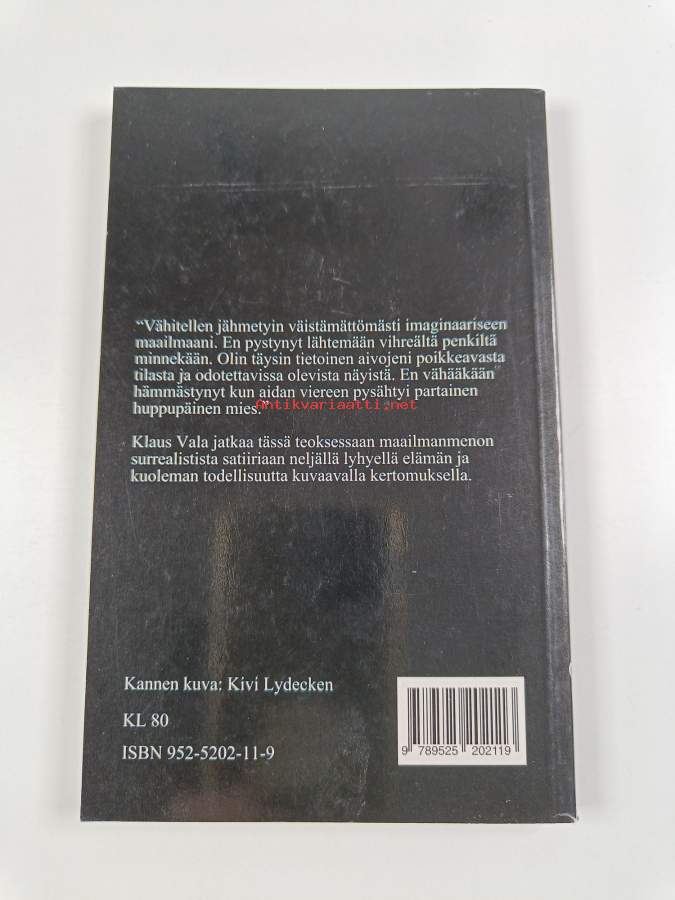 “Vähitellen jähmetyin väistämättömästi imaginaariseen
maailmaani. En pystynyt lähtemään vihreältä penkiltä
minnekään. Olin täysin tietoinen aivojeni poikkeavasta
tilasta ja odotettavissa olevista näyistä. En vähääkään
hämmästynyt kun aidan viereen pysähtyi partainen
Antikvariaatti.net
huppupäinen mies.”
Klaus Vala jatkaa tässä teoksessaan maailmanmenon
surrealistista satiiriaan neljällä lyhyellä elämän ja
kuoleman todellisuutta kuvaavalla kertomuksella.
Kannen kuva: Kivi Lydecken
KL 80
ISBN 952-5202-11-9
9 789525 202119